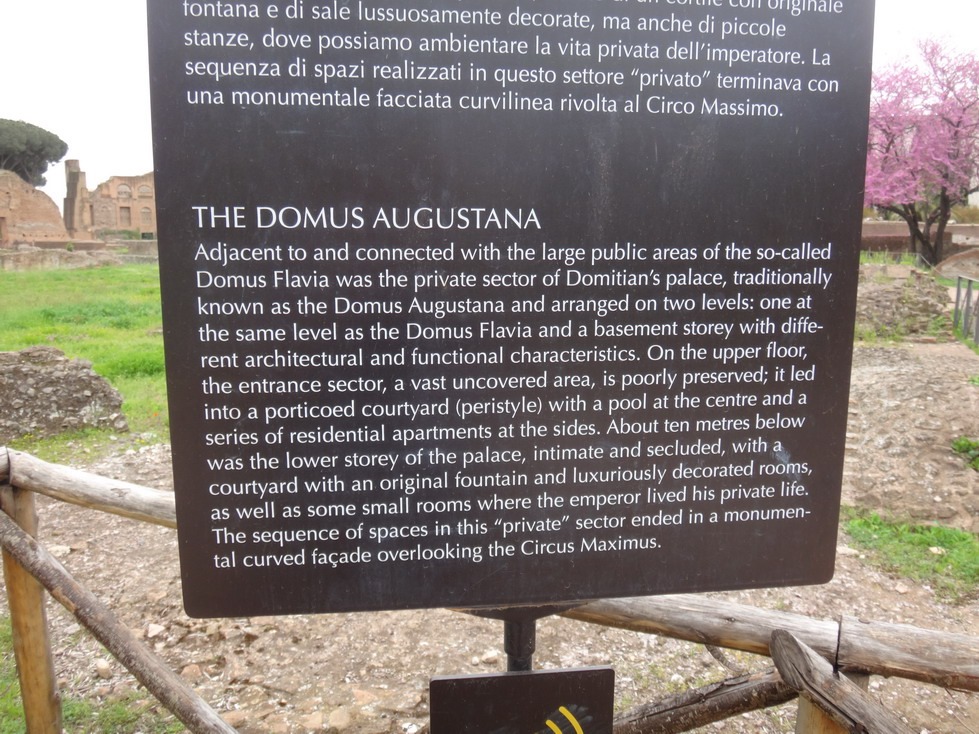 un cortile con originale
fontana e di sale lussuosamente decorate, ma anche di piccole
stanze, dove possiamo ambientare la vita privata dell'imperatore. La
sequenza di spazi realizzati in questo settore “privato” terminava con
una monumentale facciata curvilinea rivolta al Circo Massimo.
THE DOMUS AUGUSTANA
Adjacent to and connected with the large public areas of the so-called
Domus Flavia was the private sector of Domitian's palace, traditionally
known as the Domus Augustana and arranged on two levels: one at
the same level as the Domus Flavia and a basement storey with diffe-
rent architectural and functional characteristics. On the upper floor,
the entrance sector, a vast uncovered area, is poorly preserved; it led
into a porticoed courtyard (peristyle) with a pool at the centre and a
series of residential apartments at the sides. About ten metres below
was the lower storey of the palace, intimate and secluded, with a
courtyard with an original fountain and luxuriously decorated rooms,
as well as some small rooms where the emperor lived his private life.
The sequence of spaces in this “private” sector ended in a monumen-
tal curved façade overlooking the Circus Maximus.